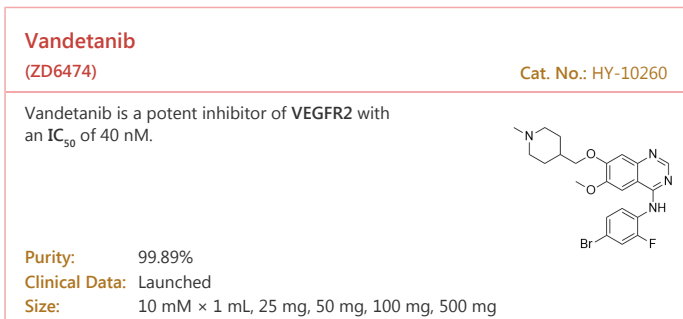 Vandetanib
(ZD6474)
Cat. No.: HY-10260
Vandetanib is a potent inhibitor of VEGFR2 with
an IC50 of 40 nM.
N
O
O
N
N
NH
Br
F
Purity: 99.89%
Clinical Data: Launched
Size: 10 mM × 1 mL, 25 mg, 50 mg, 100 mg, 500 mg